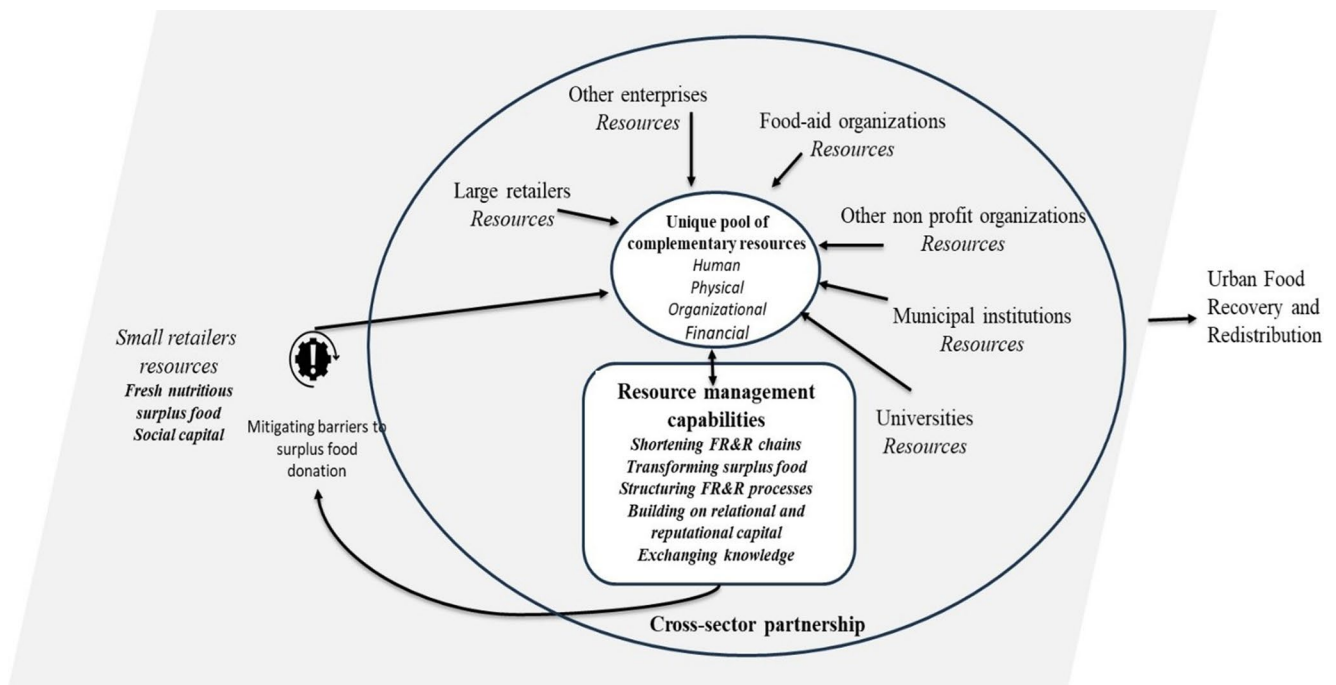 Other enterprises
Resources
Food-aid organizations
Resources
Large retailers
Resources
Unique pool of
complementary resources
Human
Physical
Organizational
Financial
Other non profit organizations
Resources
Municipal institutions
Resources
Universities
Resources
Urban Food
Recovery and
Redistribution
Small retailers
resources
Fresh nutritious
surplus food
Social capital
Mitigating barriers to
surplus food
donation
Resource management
capabilities
Shortening FR&R chains
Transforming surplus food
Structuring FR&R processes
Building on relational and
reputational capital
Exchanging knowledge
Cross-sector partnership